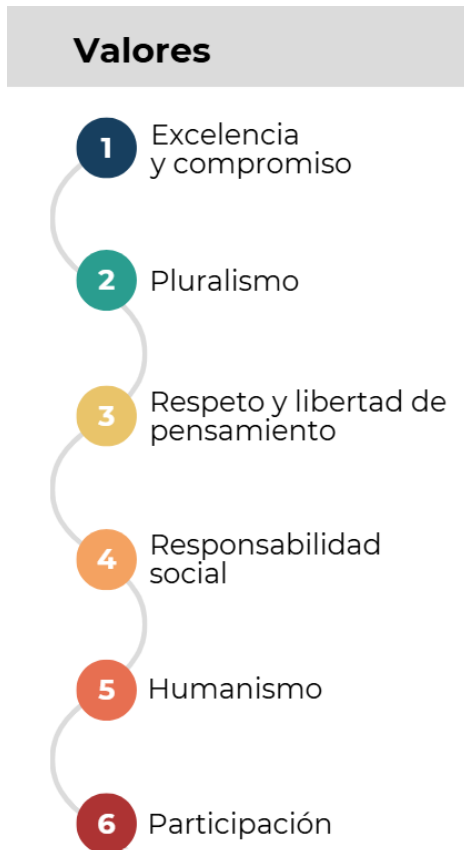 Valores
1
Excelencia
y compromiso
2
Pluralismo
3
Respeto y libertad de
pensamiento
4
Responsabilidad
social
5
Humanismo
6
Participación